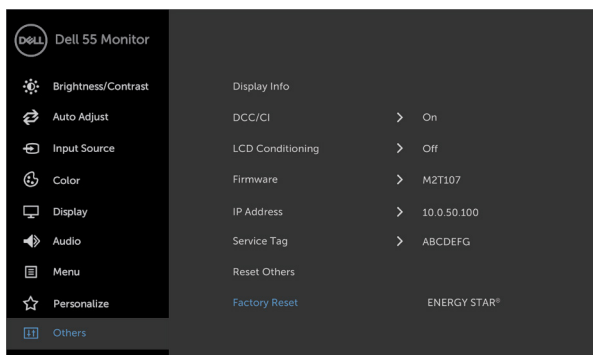 DELL Dell 55 Monitor
Brightness/Contrast
Auto Adjust
Input Source
Color
Display
Audio
Menu
Personalize
Others
Display Info
DCC/CI > On
LCD Conditioning > Off
Firmware > M2T107
IP Address > 10.0.50.100
Service Tag > ABCDEFG
Reset Others
Factory Reset ENERGY STAR®